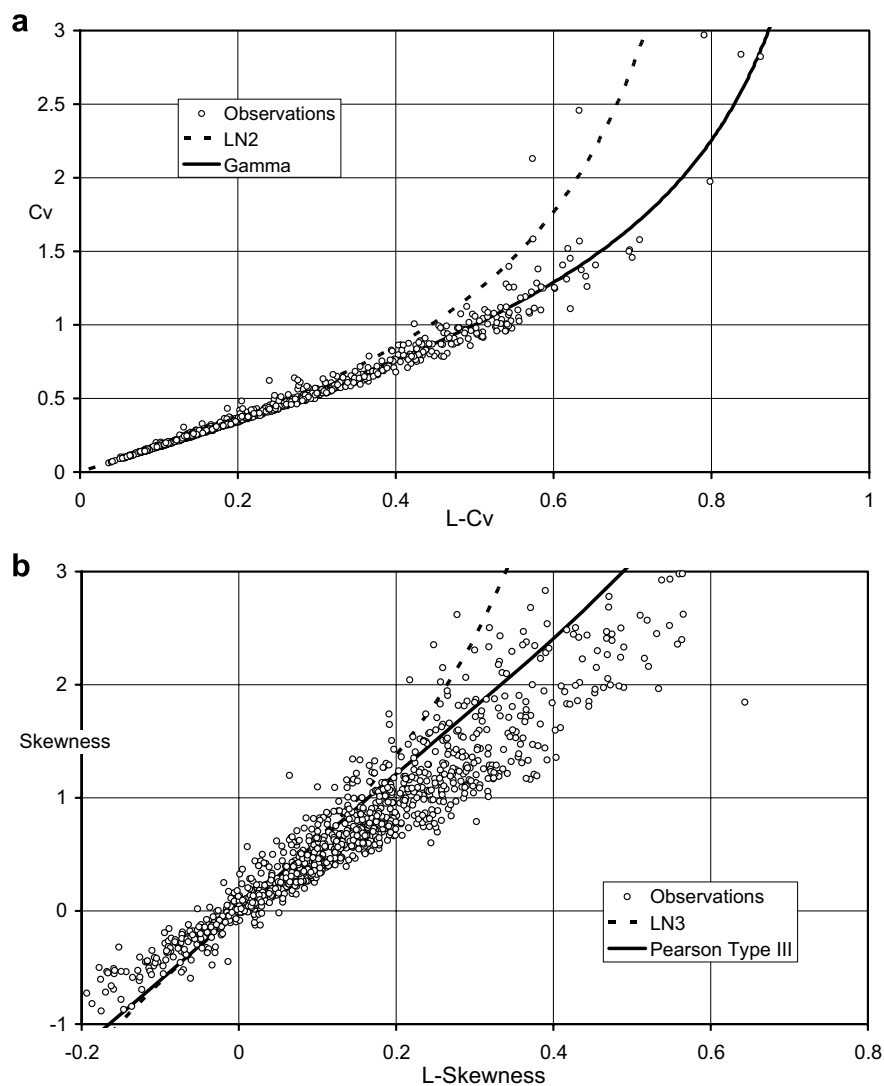 a
3
2.5
2
1.5
1
0.5
0
Cv
Observations
LN2
Gamma
0 0.2 0.4 0.6 0.8 1
L-Cv
b
3
2
1
0
-1
Skewness
Observations
LN3
Pearson Type III
-0.2 0 0.2 0.4 0.6 0.8
L-Skewness